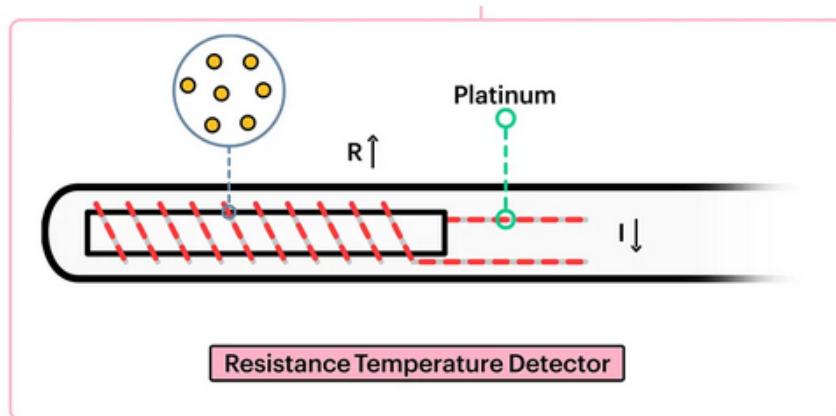 Platinum
R↑
I↓
Resistance Temperature Detector